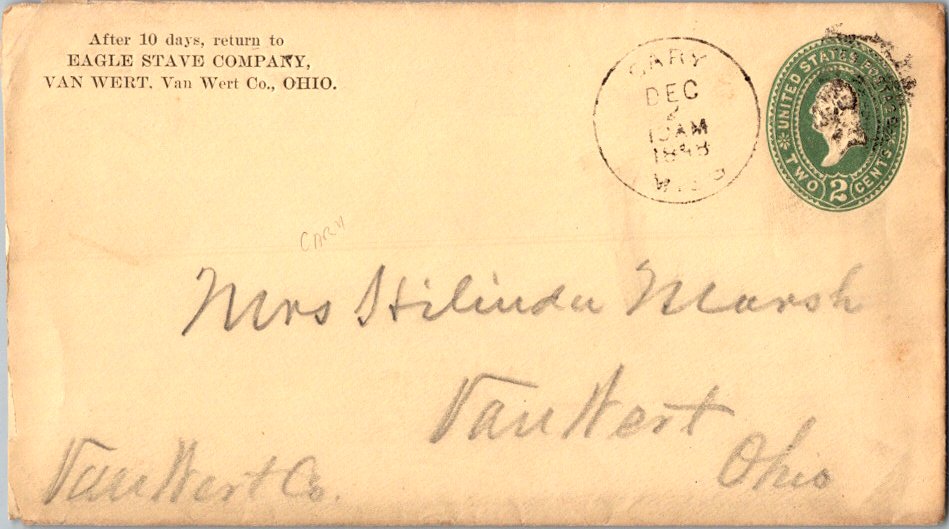 After 10 days, return to
EAGLE STAVE COMPANY,
VAN WERT, Van Wert Co., OHIO.
CARY
DEC
AM
UNITED STATES POSTAGE
TWO 2 CENTS
CARY
Mrs Hilinda Marsh
Van Wert
Ohio
Van Wert Co.